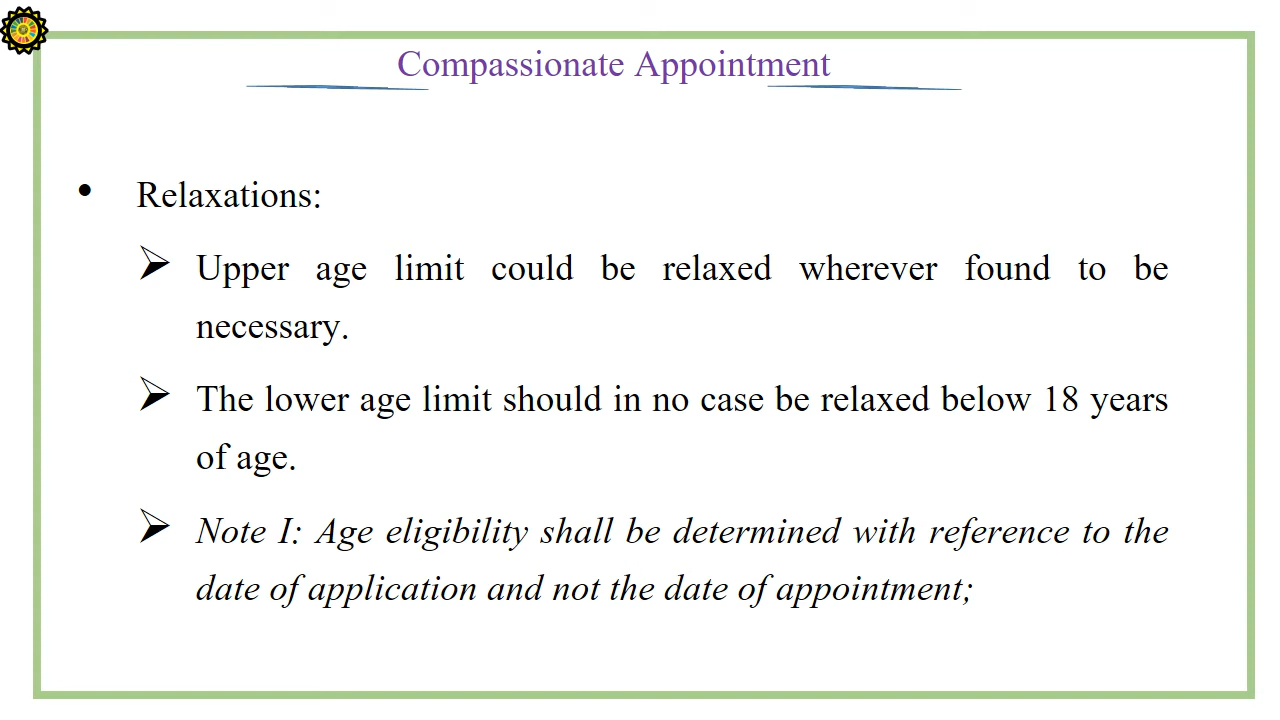 Compassionate Appointment
• Relaxations:
➢ Upper age limit could be relaxed wherever found to be
necessary.
➢ The lower age limit should in no case be relaxed below 18 years
of age.
➢ Note I: Age eligibility shall be determined with reference to the
date of application and not the date of appointment;